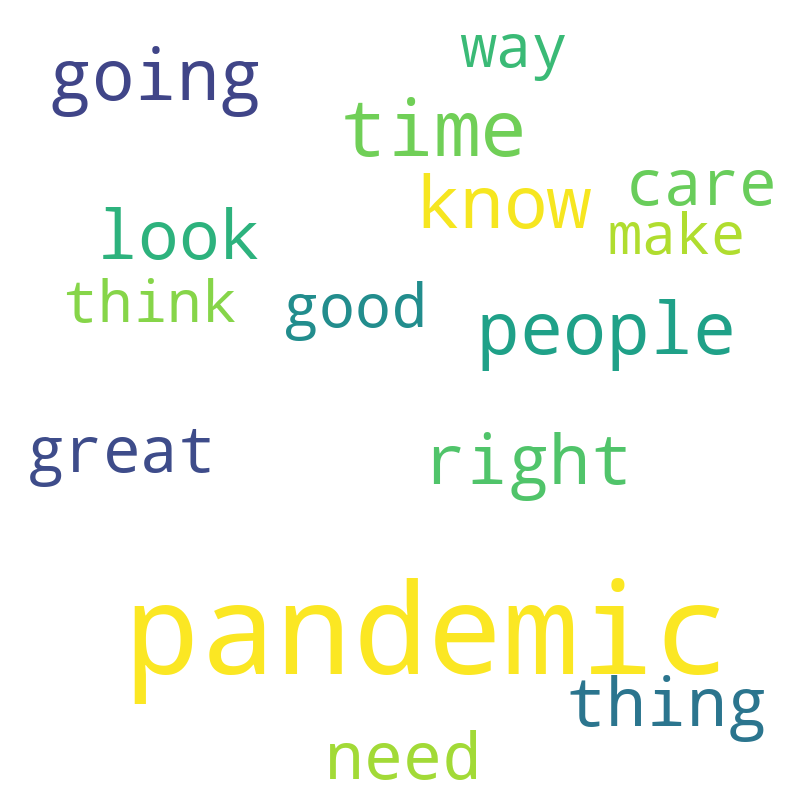 way
going
time
care
know
look
make
think
good
people
great
right
pandemic
thing
need